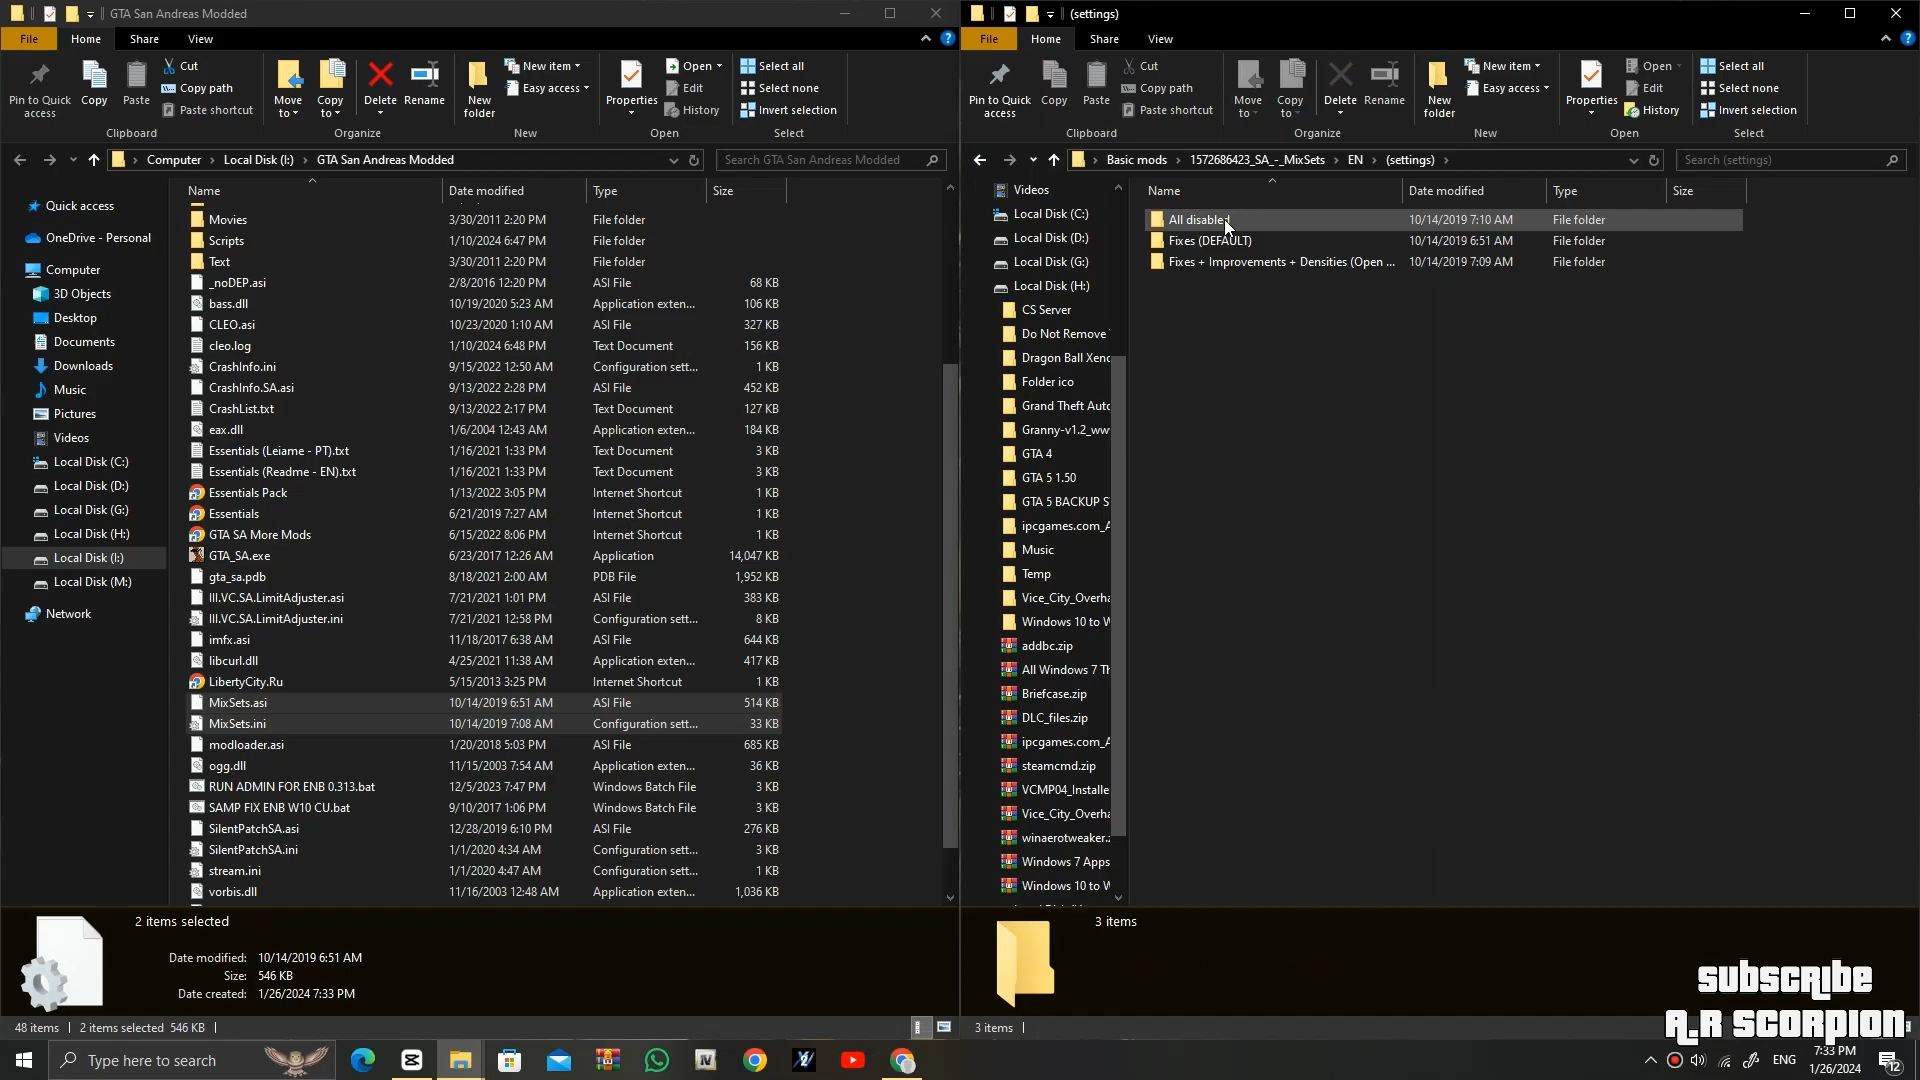 GTA San Andreas Modded
File Home Share View
Pin to Quick access
Copy
Paste
Cut
Copy path
Paste shortcut
Clipboard
Move to
Copy to
Delete
Rename
Organize
New folder
New item
Easy access
New
Properties
Open
Edit
History
Open
Select all
Select none
Invert selection
Select
Computer › Local Disk (I:) › GTA San Andreas Modded
Search GTA San Andreas Modded
Quick access
OneDrive - Personal
Computer
3D Objects
Desktop
Documents
Downloads
Music
Pictures
Videos
Local Disk (C:)
Local Disk (D:)
Local Disk (G:)
Local Disk (H:)
Local Disk (I:)
Local Disk (M:)
Network
Name Date modified Type Size
Movies 3/30/2011 2:20 PM File folder
Scripts 1/10/2024 6:47 PM File folder
Text 3/30/2011 2:20 PM File folder
_noDEP.asi 2/8/2016 12:20 PM ASI File 68 KB
bass.dll 10/19/2020 5:23 AM Application exten... 106 KB
CLEO.asi 10/23/2020 1:10 AM ASI File 327 KB
cleo.log 1/10/2024 6:48 PM Text Document 156 KB
CrashInfo.ini 9/15/2022 12:50 AM Configuration sett... 1 KB
CrashInfo.SA.asi 9/13/2022 2:28 PM ASI File 452 KB
CrashList.txt 9/13/2022 2:17 PM Text Document 127 KB
eax.dll 1/6/2004 12:43 AM Application exten... 184 KB
Essentials (Leiame - PT).txt 1/16/2021 1:33 PM Text Document 3 KB
Essentials (Readme - EN).txt 1/16/2021 1:33 PM Text Document 3 KB
Essentials Pack 1/13/2022 3:05 PM Internet Shortcut 1 KB
Essentials 6/21/2019 7:27 AM Internet Shortcut 1 KB
GTA SA More Mods 6/15/2022 8:06 PM Internet Shortcut 1 KB
GTA_SA.exe 6/23/2017 12:26 AM Application 14,047 KB
gta_sa.pdb 8/18/2021 2:00 AM PDB File 1,952 KB
III.VC.SA.LimitAdjuster.asi 7/21/2021 1:01 PM ASI File 383 KB
III.VC.SA.LimitAdjuster.ini 7/21/2021 12:58 PM Configuration sett... 8 KB
imfx.asi 11/18/2017 6:38 AM ASI File 644 KB
libcurl.dll 4/25/2021 11:38 AM Application exten... 417 KB
LibertyCity.Ru 5/15/2013 3:25 PM Internet Shortcut 1 KB
MixSets.asi 10/14/2019 6:51 AM ASI File 514 KB
MixSets.ini 10/14/2019 7:08 AM Configuration sett... 33 KB
modloader.asi 1/20/2018 5:03 PM ASI File 685 KB
ogg.dll 11/15/2003 7:54 AM Application exten... 36 KB
RUN ADMIN FOR ENB 0.313.bat 12/5/2023 7:47 PM Windows Batch File 3 KB
SAMP FIX ENB W10 CU.bat 9/10/2017 1:06 PM Windows Batch File 3 KB
SilentPatchSA.asi 12/28/2019 6:10 PM ASI File 276 KB
SilentPatchSA.ini 1/1/2020 4:34 AM Configuration sett... 3 KB
stream.ini 1/1/2020 4:47 AM Configuration sett... 1 KB
vorbis.dll 11/16/2003 12:48 AM Application exten... 1,036 KB
2 items selected
Date modified: 10/14/2019 6:51 AM
Size: 546 KB
Date created: 1/26/2024 7:33 PM
48 items 2 items selected 546 KB
(settings)
File Home Share View
Pin to Quick access
Copy
Paste
Cut
Copy path
Paste shortcut
Clipboard
Move to
Copy to
Delete
Rename
Organize
New folder
New item
Easy access
New
Properties
Open
Edit
History
Open
Select all
Select none
Invert selection
Select
Basic mods › 1572686423_SA_-_MixSets › EN › (settings) ›
Search (settings)
Videos
Local Disk (C:)
Local Disk (D:)
Local Disk (G:)
Local Disk (H:)
CS Server
Do Not Remove
Dragon Ball Xeno
Folder ico
Grand Theft Auto
Granny-v1.2_ww
GTA 4
GTA 5 1.50
GTA 5 BACKUP S
ipcgames.com_A
Music
Temp
Vice_City_Overha
Windows 10 to W
addbc.zip
All Windows 7 Th
Briefcase.zip
DLC_files.zip
ipcgames.com_A
steamcmd.zip
VCMP04_Installe
Vice_City_Overha
winaerotweaker.z
Windows 7 Apps
Windows 10 to W
Name Date modified Type Size
All disabled 10/14/2019 7:10 AM File folder
Fixes (DEFAULT) 10/14/2019 6:51 AM File folder
Fixes + Improvements + Densities (Open ... 10/14/2019 7:09 AM File folder
3 items
3 items
SUBSCRIBE
A.R SCORPION
Type here to search
IV
ENG
7:33 PM
1/26/2024
12